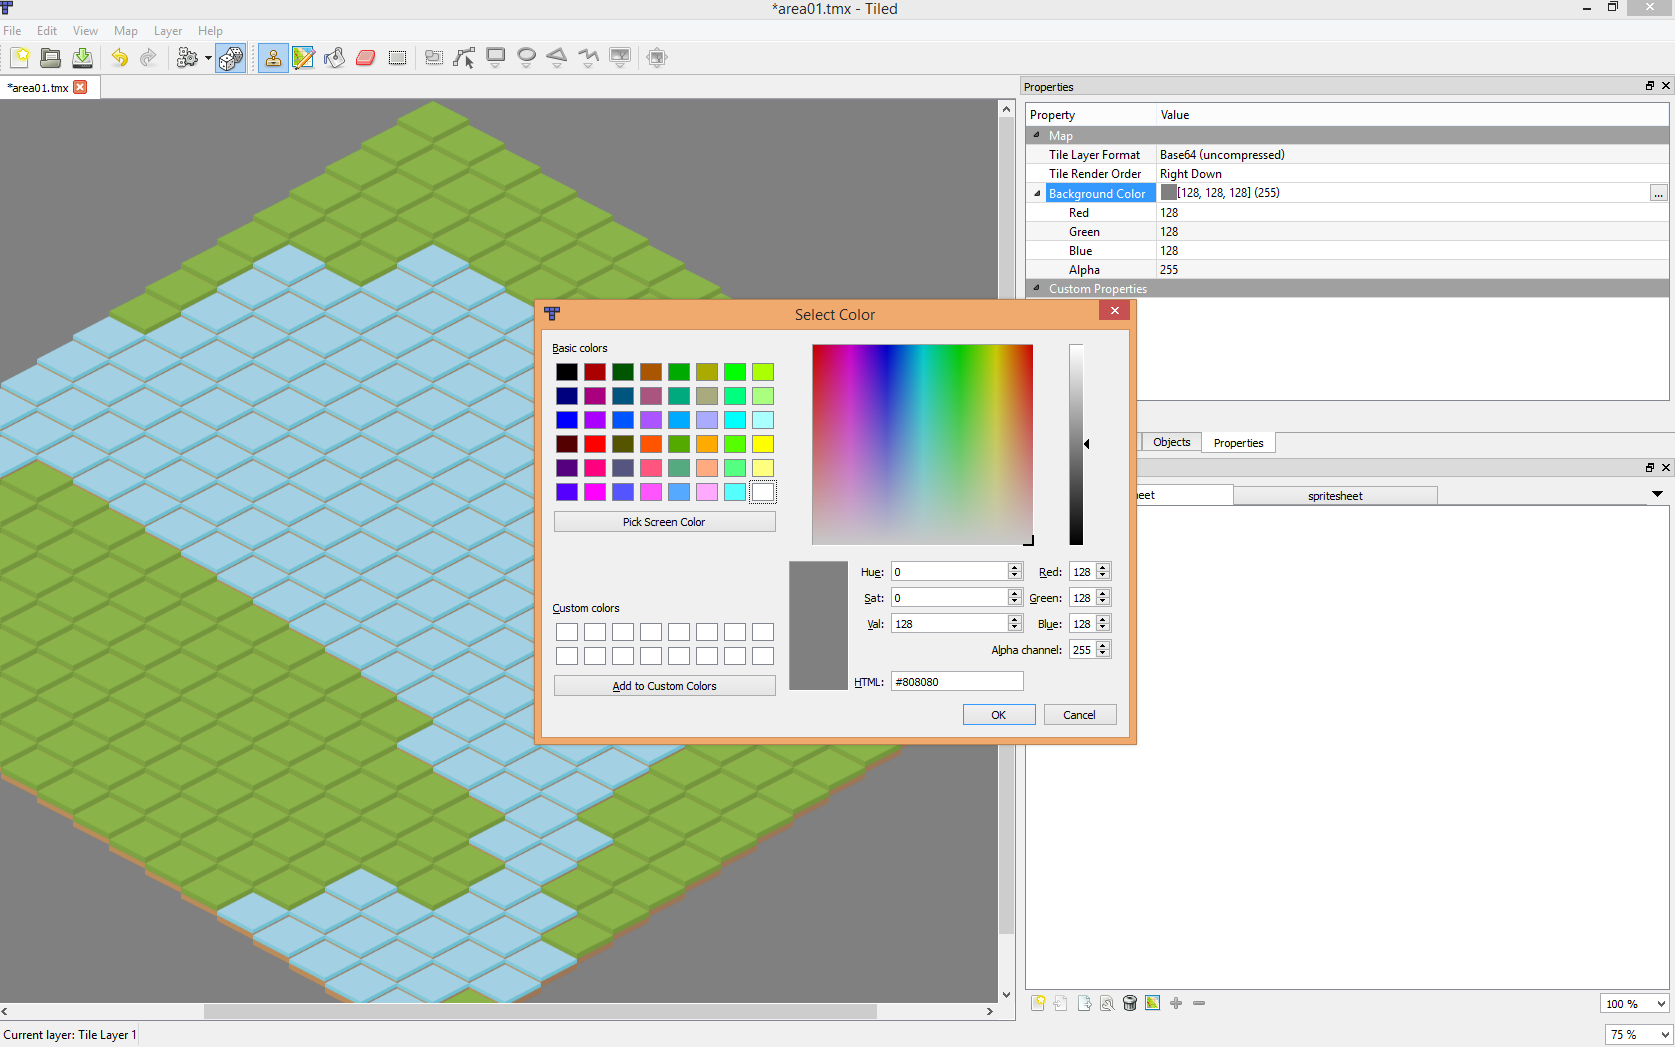 *area01.tmx - Tiled
File Edit View Map Layer Help
*area01.tmx
Properties
Property Value
Map
Tile Layer Format Base64 (uncompressed)
Tile Render Order Right Down
Background Color [128, 128, 128] (255) ...
Red 128
Green 128
Blue 128
Alpha 255
Custom Properties
Select Color
Basic colors
Pick Screen Color
Custom colors
Add to Custom Colors
Hue: 0 Red: 128
Sat: 0 Green: 128
Val: 128 Blue: 128
Alpha channel: 255
HTML: #808080
OK Cancel
Objects Properties
spritesheet
100 %
Current layer: Tile Layer 1
75 %